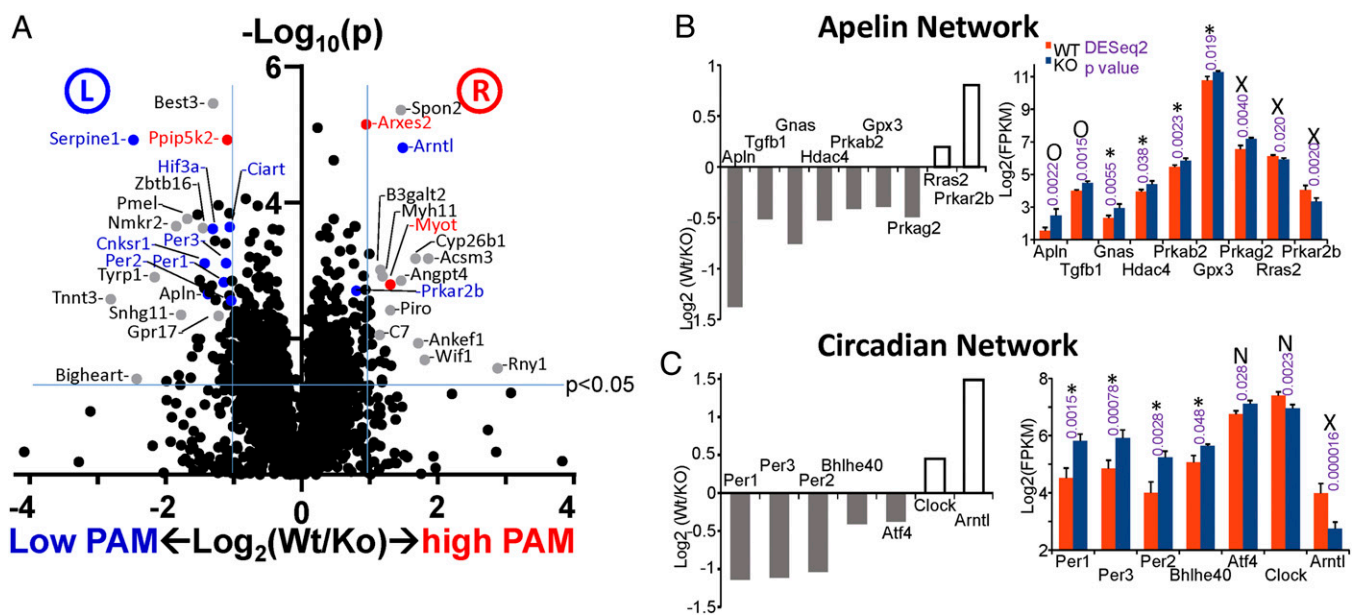 A
-Log10(p)
6
L
R
Best3
Spon2
Serpine1
Ppip5k2
Arxes2
Arntl
Hif3a
Ciart
Zbtb16
4
B3galt2
Pmel
Myh11
Nmkr2
Myot
Per3
Cyp26b1
Cnksr1
Acsm3
Per2
Per1
Angpt4
Tyrp1
Prkar2b
Tnnt3
Apln
Piro
Snhg11
C7
Gpr17
Ankef1
Wif1
Rny1
Bigheart
p<0.05
-4 -2 0 2 4
Low PAM←Log2(Wt/Ko)→high PAM
B
Apelin Network
Log2 (Wt/KO)
1
0.5
0
-0.5
-1
1.5
Apln
Tgfb1
Gnas
Hdac4
Prkab2
Gpx3
Prkag2
Rras2
Prkar2b
WT DESeq2
KO p value
Log2(FPKM)
11
9
7
5
3
1
O O * * * * X X X
0.0022 0.0015 0.0055 0.038 0.0023 0.019 0.0040 0.020 0.0020
Apln
Tgfb1
Gnas
Hdac4
Prkab2
Gpx3
Prkag2
Rras2
Prkar2b
C
Circadian Network
Log2 (Wt/KO)
1.5
1
0.5
0
-0.5
-1
-1.5
Per1
Per3
Per2
Bhlhe40
Atf4
Clock
Arntl
Log2(FPKM)
8
6
4
2
* * * * N N X
0.0015 0.00078 0.0028 0.048 0.028 0.0023 0.000016
Per1
Per3
Per2
Bhlhe40
Atf4
Clock
Arntl